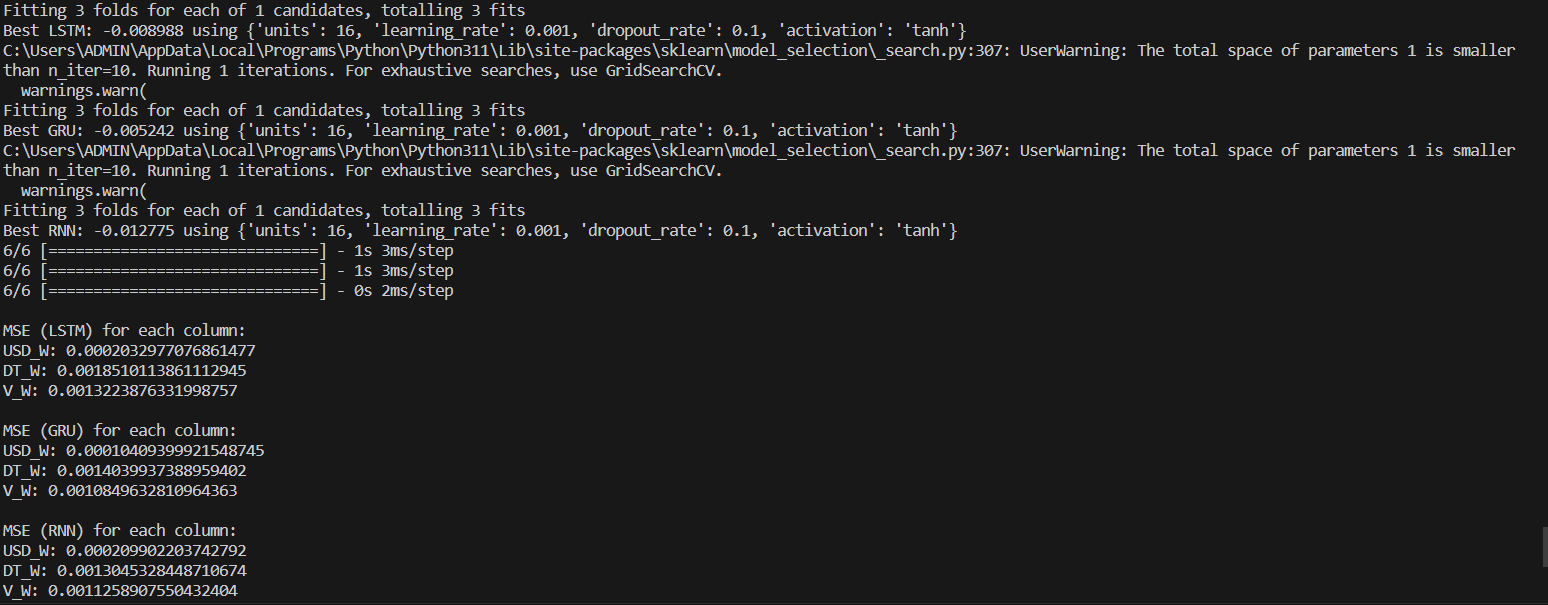 Fitting 3 folds for each of 1 candidates, totalling 3 fits
Best LSTM: -0.008988 using {'units': 16, 'learning_rate': 0.001, 'dropout_rate': 0.1, 'activation': 'tanh'}
C:\Users\ADMIN\AppData\Local\Programs\Python\Python311\Lib\site-packages\sklearn\model_selection\_search.py:307: UserWarning: The total space of parameters 1 is smaller
than n_iter=10. Running 1 iterations. For exhaustive searches, use GridSearchCV.
  warnings.warn(
Fitting 3 folds for each of 1 candidates, totalling 3 fits
Best GRU: -0.005242 using {'units': 16, 'learning_rate': 0.001, 'dropout_rate': 0.1, 'activation': 'tanh'}
C:\Users\ADMIN\AppData\Local\Programs\Python\Python311\Lib\site-packages\sklearn\model_selection\_search.py:307: UserWarning: The total space of parameters 1 is smaller
than n_iter=10. Running 1 iterations. For exhaustive searches, use GridSearchCV.
  warnings.warn(
Fitting 3 folds for each of 1 candidates, totalling 3 fits
Best RNN: -0.012775 using {'units': 16, 'learning_rate': 0.001, 'dropout_rate': 0.1, 'activation': 'tanh'}
6/6 [==============================] - 1s 3ms/step
6/6 [==============================] - 1s 3ms/step
6/6 [==============================] - 0s 2ms/step

MSE (LSTM) for each column:
USD_W: 0.0002032977076861477
DT_W: 0.0018510113861112945
V_W: 0.0013223876331998757

MSE (GRU) for each column:
USD_W: 0.00010409399921548745
DT_W: 0.0014039937388959402
V_W: 0.0010849632810964363

MSE (RNN) for each column:
USD_W: 0.000209902203742792
DT_W: 0.0013045328448710674
V_W: 0.0011258907550432404